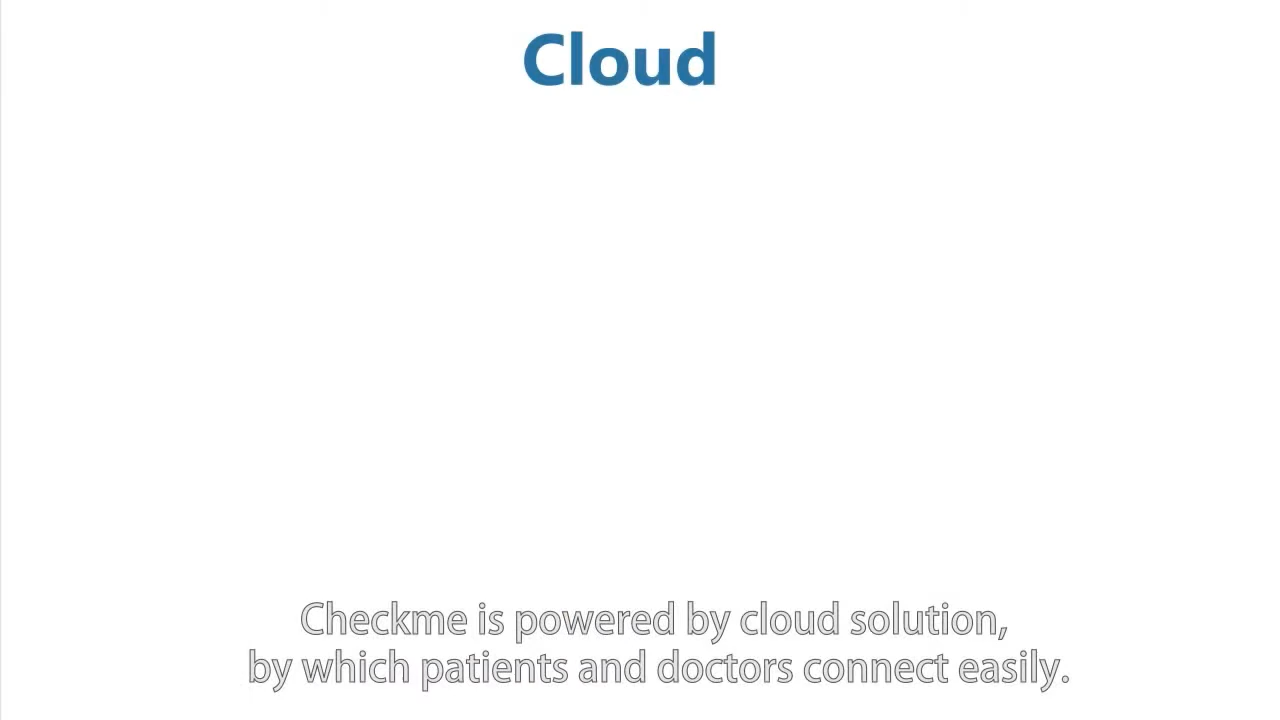 Cloud
Checkme is powered by cloud solution,
by which patients and doctors connect easily.